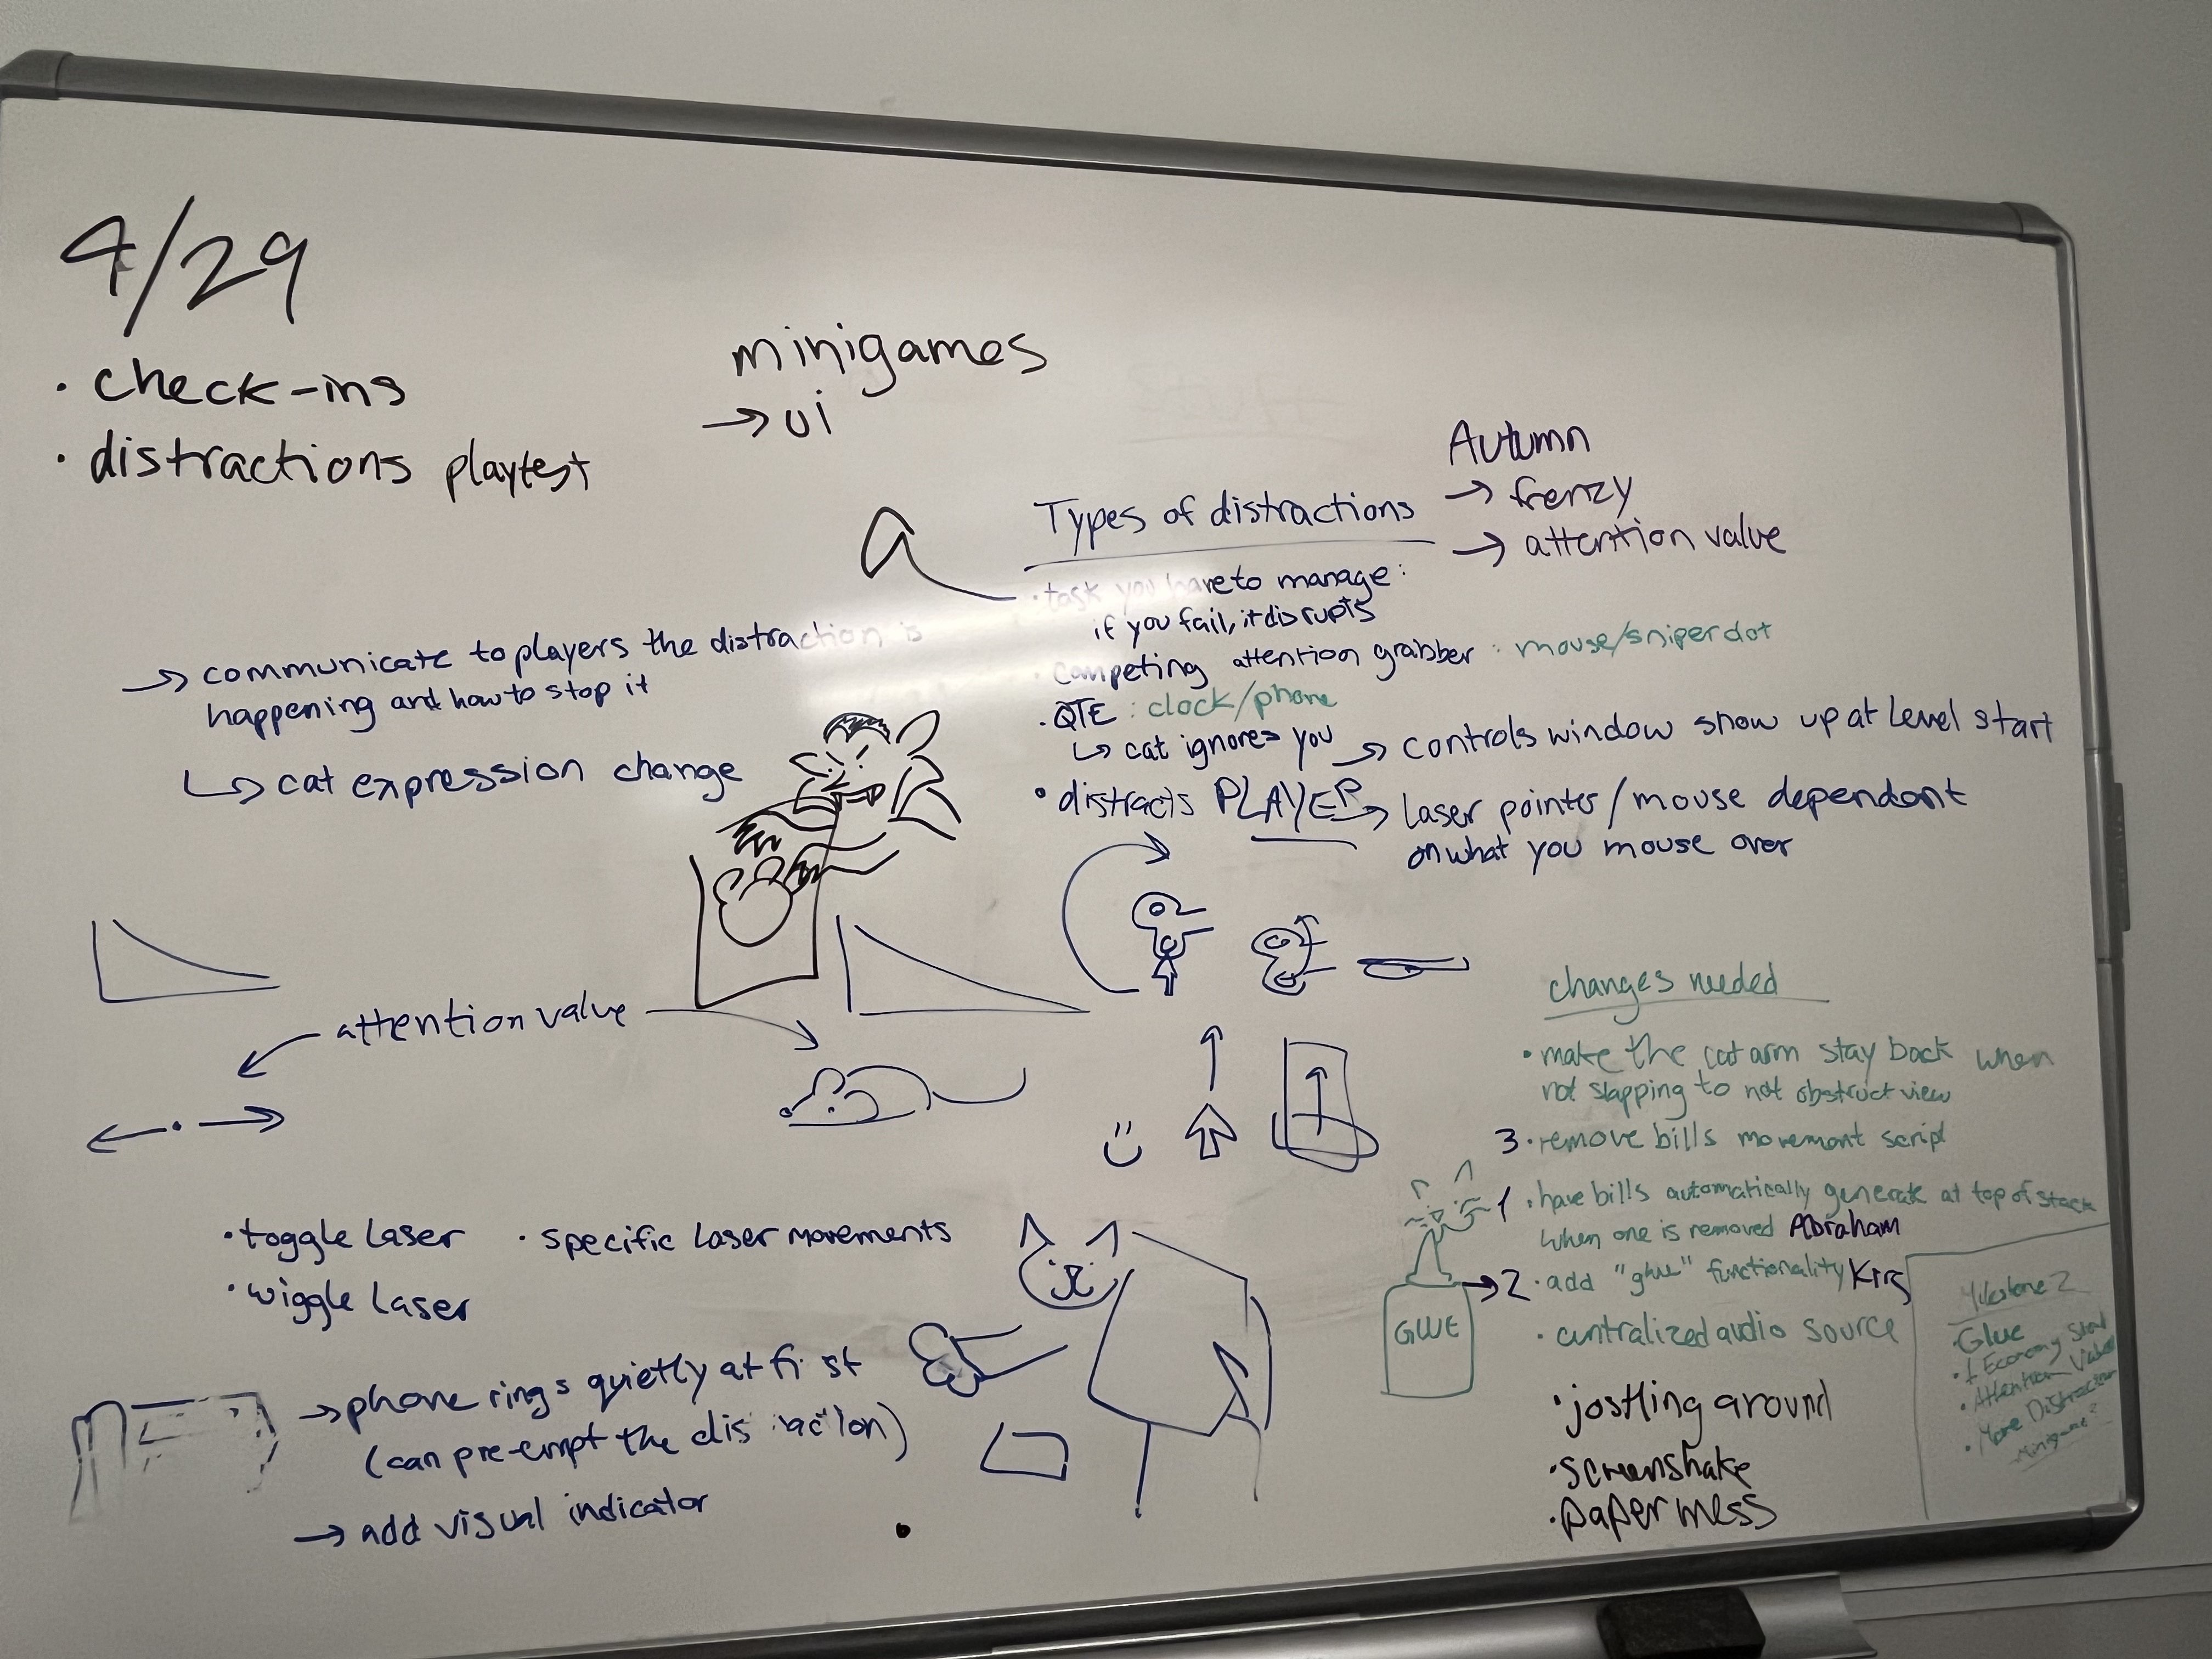 4/29
· check-ins
· distractions playtest
minigames
→ ui
Autumn
→ frenzy
→ attention value
Types of distractions
· task you have to manage:
if you fail, it disrupts
· competing attention grabber : mouse/sniper dot
· QTE : clock/phone
↳ cat ignores you
· distracts PLAYER
→ controls window show up at level start
→ laser pointer / mouse dependant
on what you mouse over
a
→ communicate to players the distraction is
happening and how to stop it
↳ cat expression change
attention value
· toggle laser
· wiggle laser
· specific laser movements
→ phone rings quietly at fi st
(can pre-empt the dis action)
→ add visual indicator
changes needed
· make the cat arm stay back when
not slapping to not obstruct view
3 · remove bills movement script
1 · have bills automatically generate at top of stack
when one is removed Abraham
→ 2 · add "glue" functionality
· centralized audio source
· jostling around
· screenshake
· paper mess
GLUE
Milestone 2
· Glue
· Economy
· Attention Value
· More Distraction